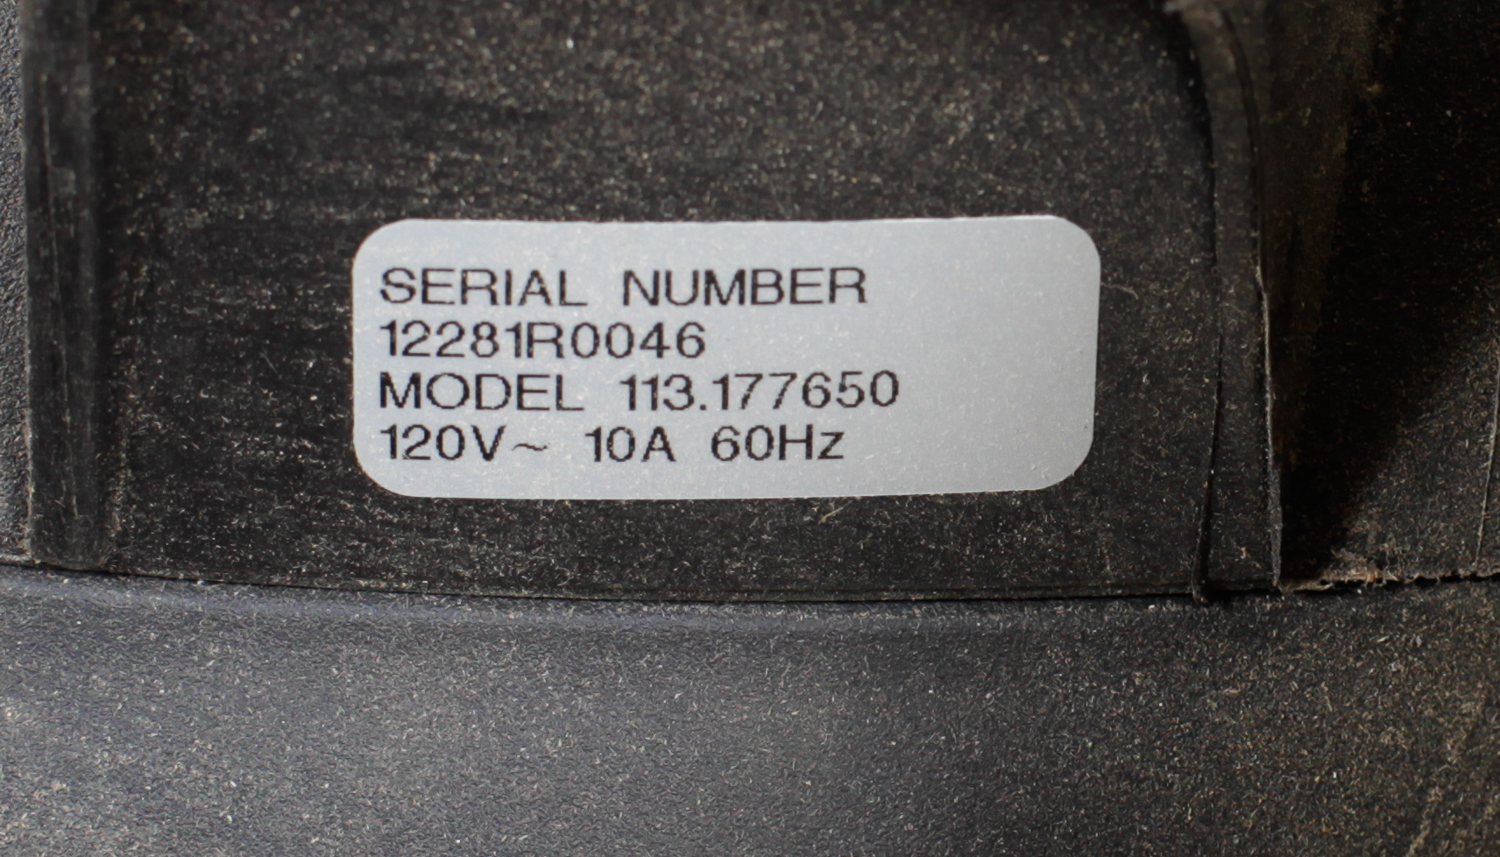 SERIAL NUMBER
12281R0046
MODEL 113.177650
120V~ 10A 60Hz